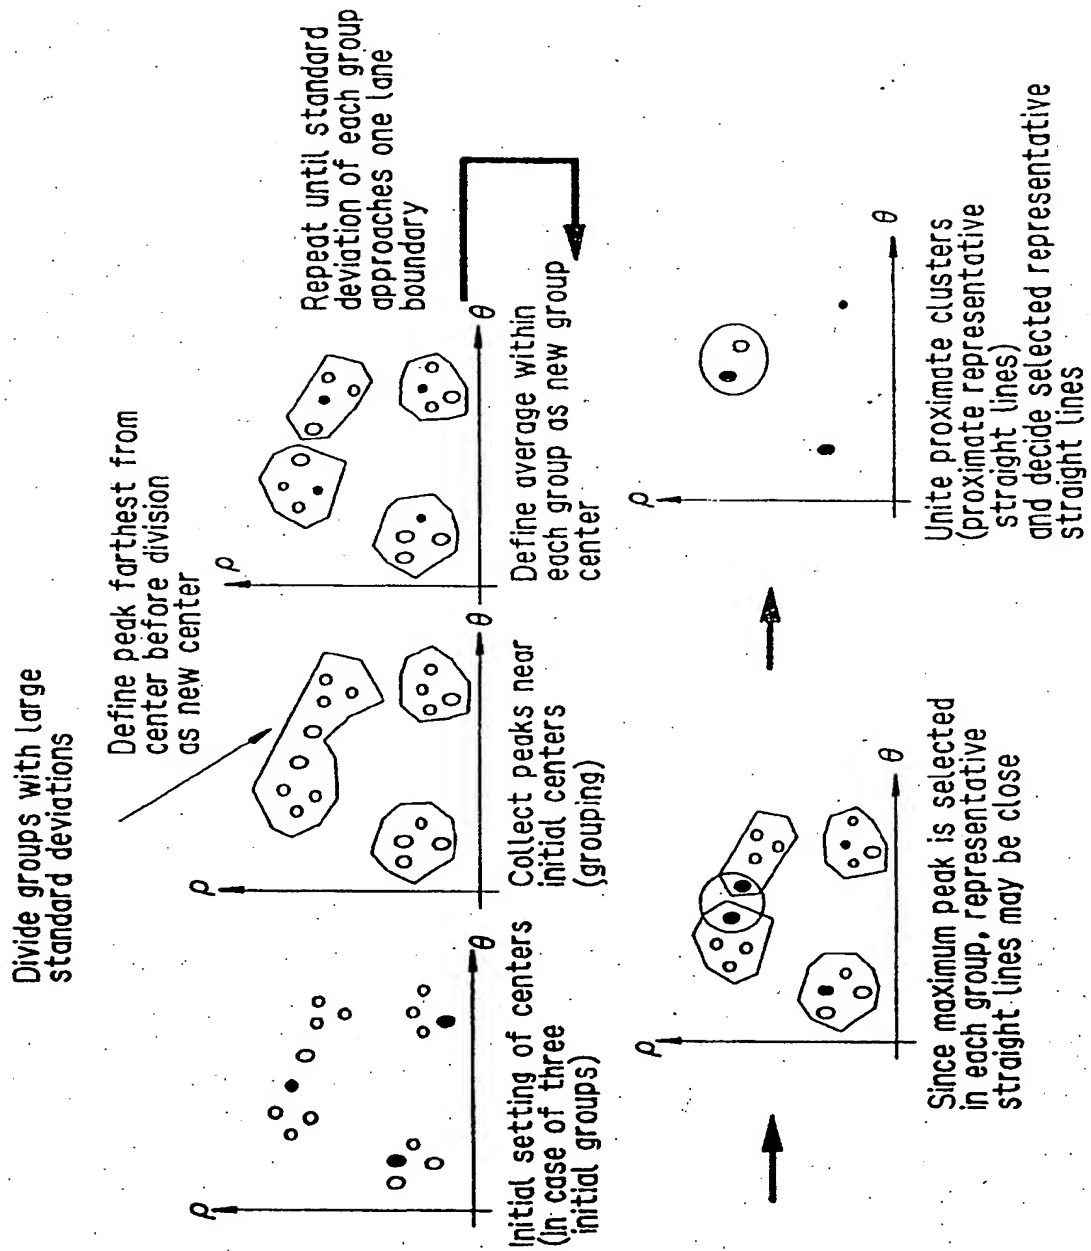 Divide groups with large
standard deviations
Define peak farthest from
center before division
as new center
Repeat until standard
deviation of each group
approaches one lane
boundary
ρ
θ
Initial setting of centers
(In case of three
initial groups)
ρ
θ
Collect peaks near
initial centers
(grouping)
ρ
θ
Define average within
each group as new group
center
ρ
θ
Since maximum peak is selected
in each group, representative
straight lines may be close
ρ
θ
Unite proximate clusters
(proximate representative
straight lines)
and decide selected representative
straight lines